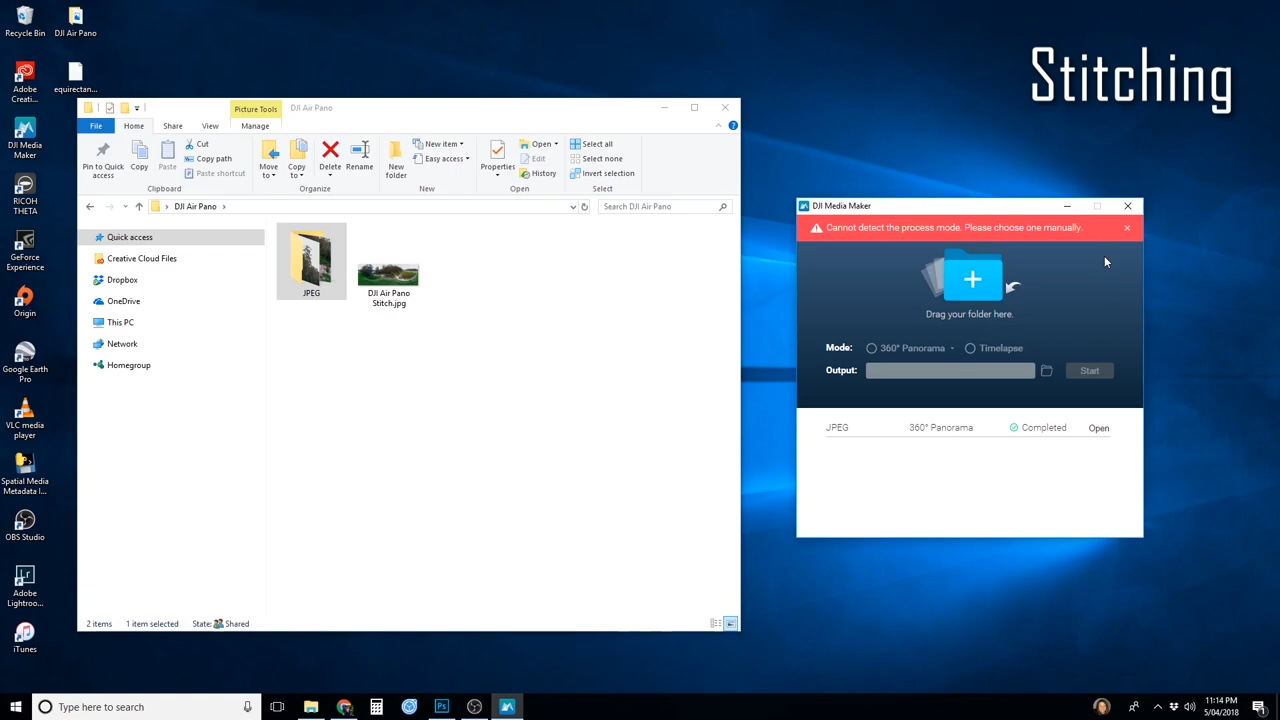 Stitching
Recycle Bin
DJI Air Pano
Adobe
Creati...
equirectan...
DJI Media
Maker
RICOH
THETA
GeForce
Experience
Origin
Google Earth
Pro
VLC media
player
Spatial Media
Metadata I...
OBS Studio
Adobe
Lightroo...
iTunes
Picture Tools
DJI Air Pano
File
Home
Share
View
Manage
Pin to Quick
access
Copy
Paste
Cut
Copy path
Paste shortcut
Clipboard
Move
to
Copy
to
Delete
Rename
Organize
New
folder
New item
Easy access
New
Properties
Open
Edit
History
Open
Select all
Select none
Invert selection
Select
DJI Air Pano
Search DJI Air Pano
Quick access
Creative Cloud Files
Dropbox
OneDrive
This PC
Network
Homegroup
JPEG
DJI Air Pano
Stitch.jpg
2 items
1 item selected
State: Shared
DJI Media Maker
Cannot detect the process mode. Please choose one manually.
Drag your folder here.
Mode: 360° Panorama Timelapse
Output: Start
JPEG 360° Panorama Completed Open
Type here to search
Ps
11:14 PM
5/04/2018